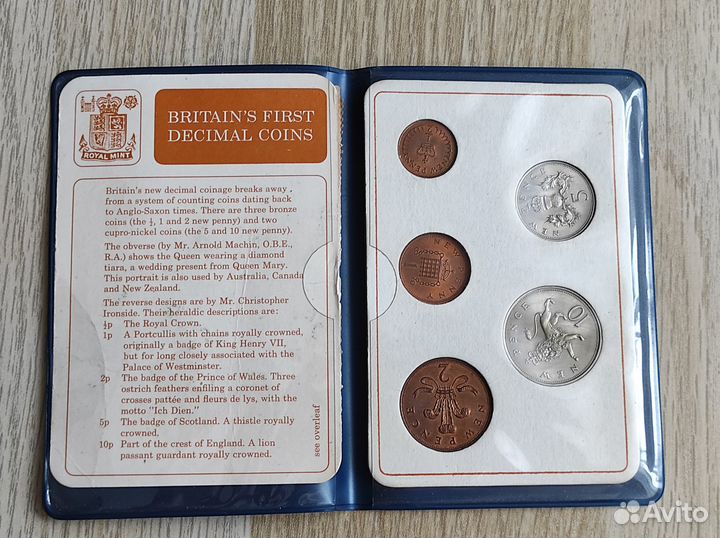 ROYAL MINT
BRITAIN'S FIRST
DECIMAL COINS
Britain's new decimal coinage breaks away
from a system of counting coins dating back
to Anglo-Saxon times. There are three bronze
coins (the ½, 1 and 2 new penny) and two
cupro-nickel coins (the 5 and 10 new penny).
The obverse (by Mr. Arnold Machin, O.B.E.,
R.A.) shows the Queen wearing a diamond
tiara, a wedding present from Queen Mary.
This portrait is also used by Australia, Canada
and New Zealand.
The reverse designs are by Mr. Christopher
Ironside. Their heraldic descriptions are:
½p The Royal Crown.
1p A Portcullis with chains royally crowned,
originally a badge of King Henry VII,
but for long closely associated with the
Palace of Westminster.
2p The badge of the Prince of Wales. Three
ostrich feathers enfiling a coronet of
crosses pattée and fleurs de lys, with the
motto "Ich Dien."
5p The badge of Scotland. A thistle royally
crowned.
10p Part of the crest of England. A lion
passant guardant royally crowned.
see overleaf
NEW PENNY
1
2
NEW PENCE
NEW PENCE
5
NEW PENCE
10
Avito